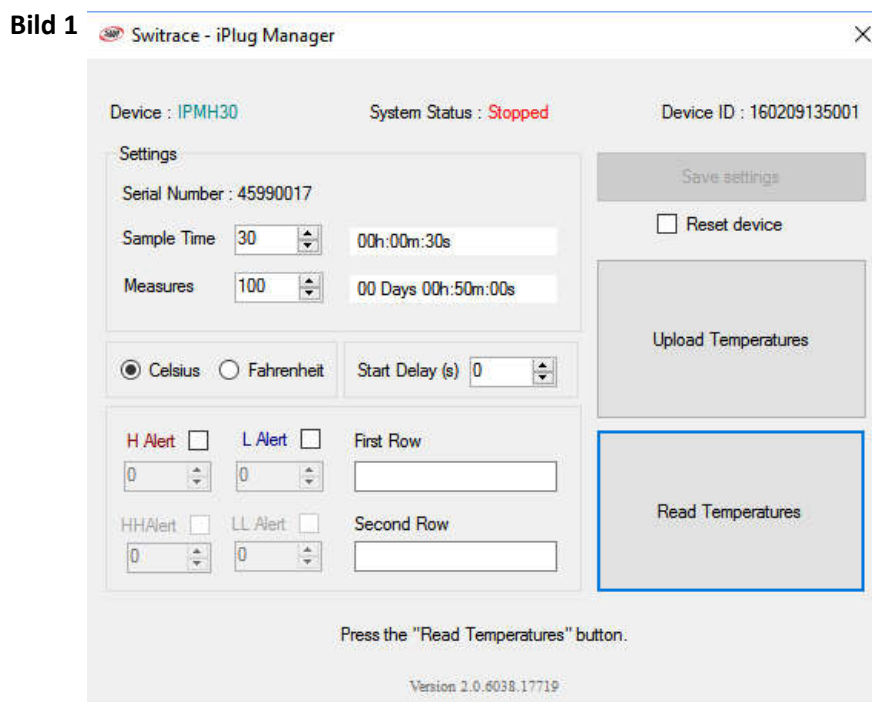 Bild 1
Switrace - iPlug Manager
Device : IPMH30 System Status : Stopped Device ID : 160209135001
Settings
Serial Number : 45990017
Sample Time 30 00h:00m:30s
Measures 100 00 Days 00h:50m:00s
Save settings
Reset device
Upload Temperatures
Celsius Fahrenheit Start Delay (s) 0
H Alert L Alert First Row
0 0
HHAlert LL Alert Second Row
0 0
Read Temperatures
Press the "Read Temperatures" button.
Version 2.0.6038.17719